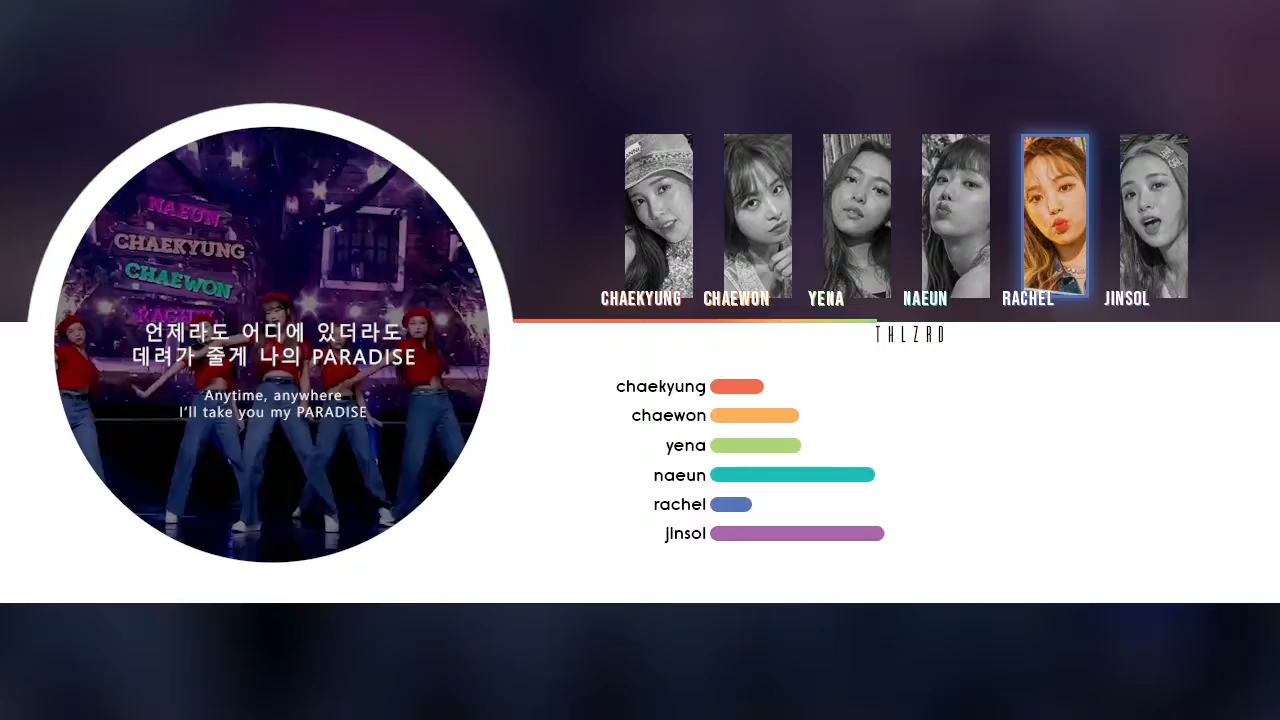 NAEUN
CHAEKYUNG
CHAEWON
RACHEL
언제라도 어디에 있더라도
데려가 줄게 나의 PARADISE
Anytime, anywhere
I'll take you my PARADISE
CHAEKYUNG CHAEWON YENA NAEUN RACHEL JINSOL
THLZRD
chaekyung
chaewon
yena
naeun
rachel
jinsol